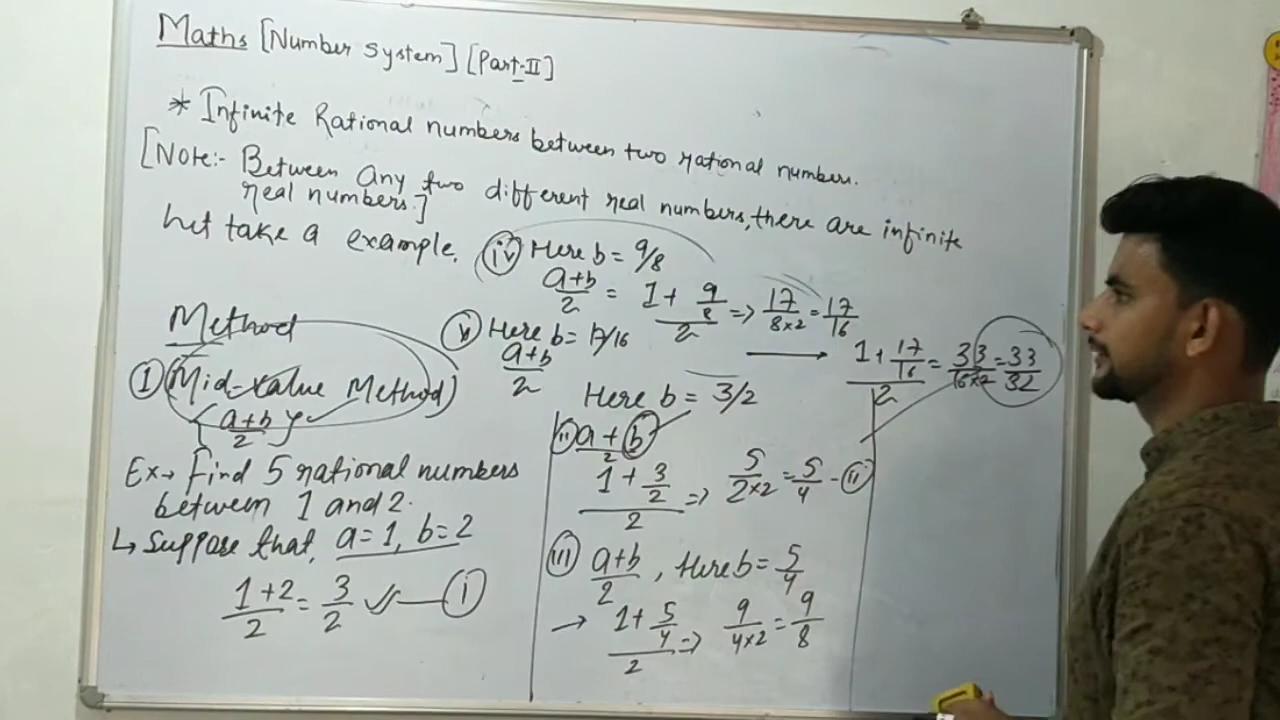 Maths [Number System] [Part-II]
* Infinite Rational numbers between two rational numbers.
[Note:- Between any two different real numbers, there are infinite
real numbers.]
Let take a example.
Method
① (Mid-value Method)
{a+b/2}
Ex→ Find 5 rational numbers
between 1 and 2.
↳ Suppose that, a=1, b=2
1+2/2 = 3/2 ✓ — (i)
Here b = 3/2
(ii) a+b/2
1+3/2/2 => 5/2×2 = 5/4 - (ii)
(iii) a+b/2, Here b = 5/4
→ 1+5/4/2 => 9/4×2 = 9/8
(iv) Here b = 9/8
a+b/2 = 1+9/8/2 => 17/8×2 = 17/16
(v) Here b = 17/16
a+b/2 → 1+17/16/2 = 33/16×2 = 33/32